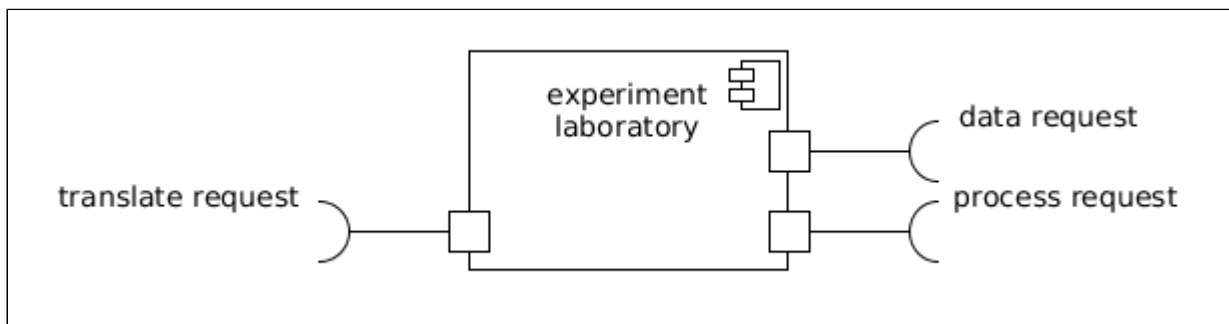 experiment
laboratory
data request
translate request
process request